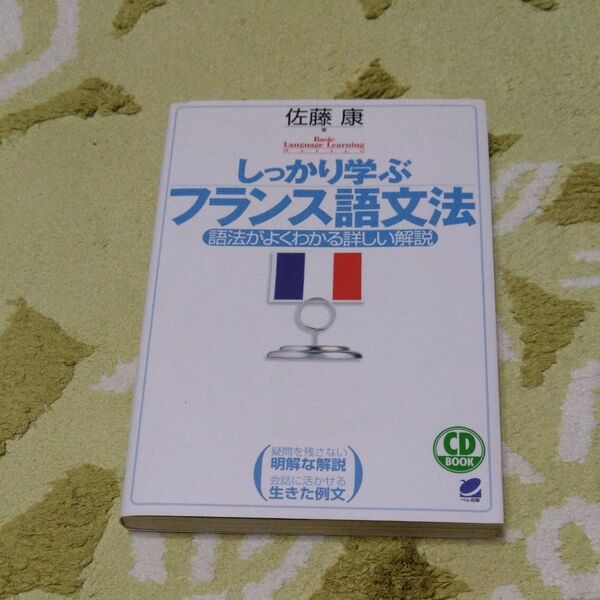 佐藤 康
著
Basic
Language Learning
Series
しっかり学ぶ
フランス語文法
語法がよくわかる詳しい解説
疑問を残さない
明解な解説
会話に活かせる
生きた例文
CD
BOOK
ベレ出版